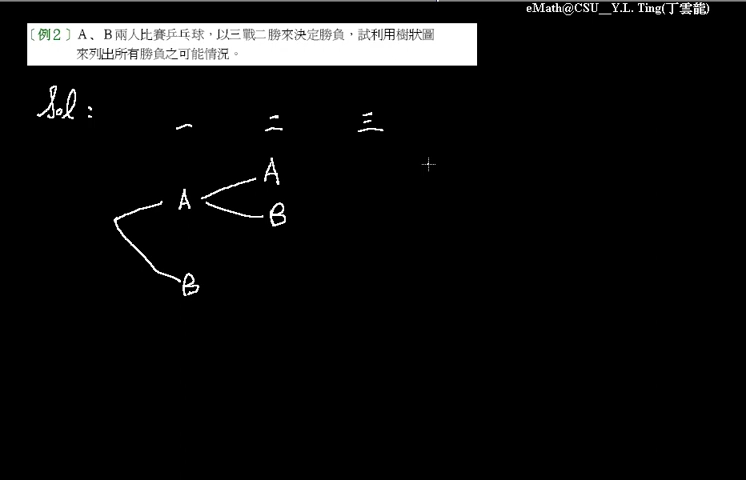 eMath@CSU__Y.L. Ting(丁雲龍)
〔例2〕A、B兩人比賽乒乓球，以三戰二勝來決定勝負，試利用樹狀圖
來列出所有勝負之可能情況。
Sol:
一 二 三
A
A
B
B